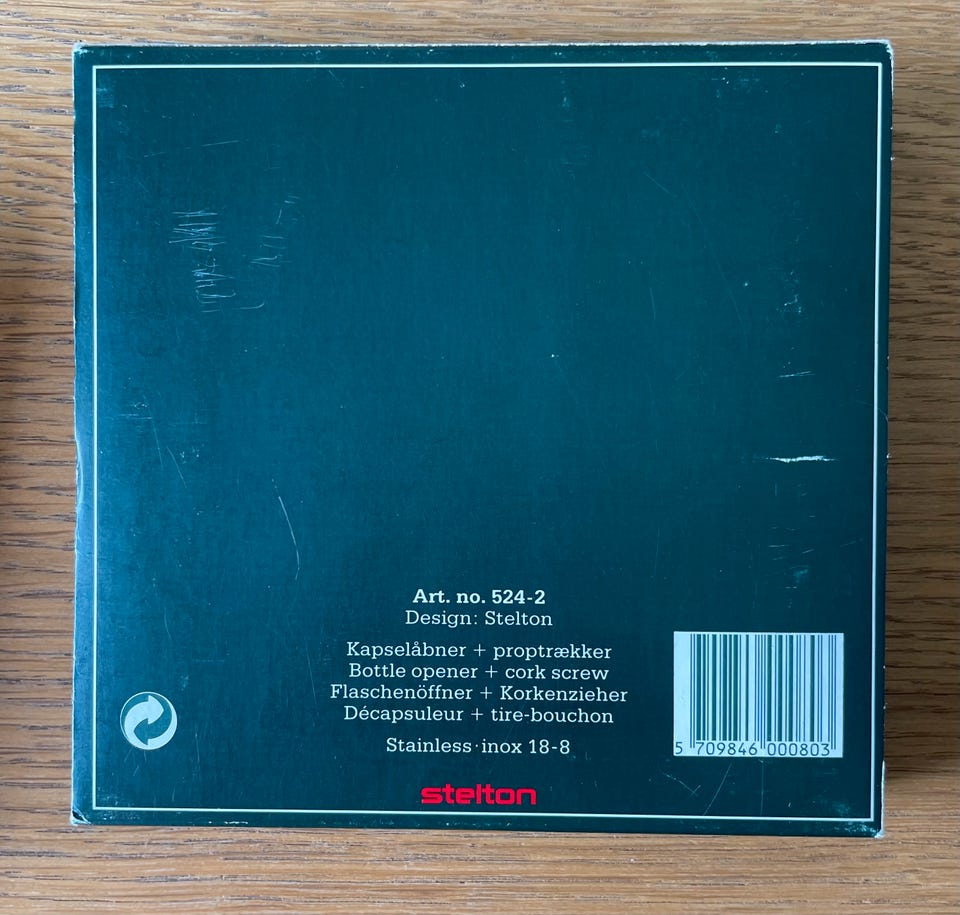 Art. no. 524-2
Design: Stelton
Kapselåbner + proptrækker
Bottle opener + cork screw
Flaschenöffner + Korkenzieher
Décapsuleur + tire-bouchon
Stainless·inox 18-8
5 709846 000803
stelton